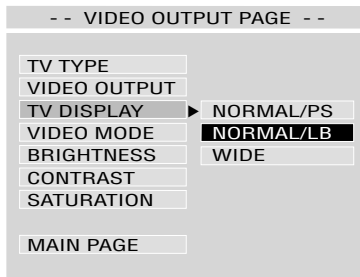 - - VIDEO OUTPUT PAGE - -
TV TYPE
VIDEO OUTPUT
TV DISPLAY NORMAL/PS
VIDEO MODE NORMAL/LB
BRIGHTNESS WIDE
CONTRAST
SATURATION
MAIN PAGE